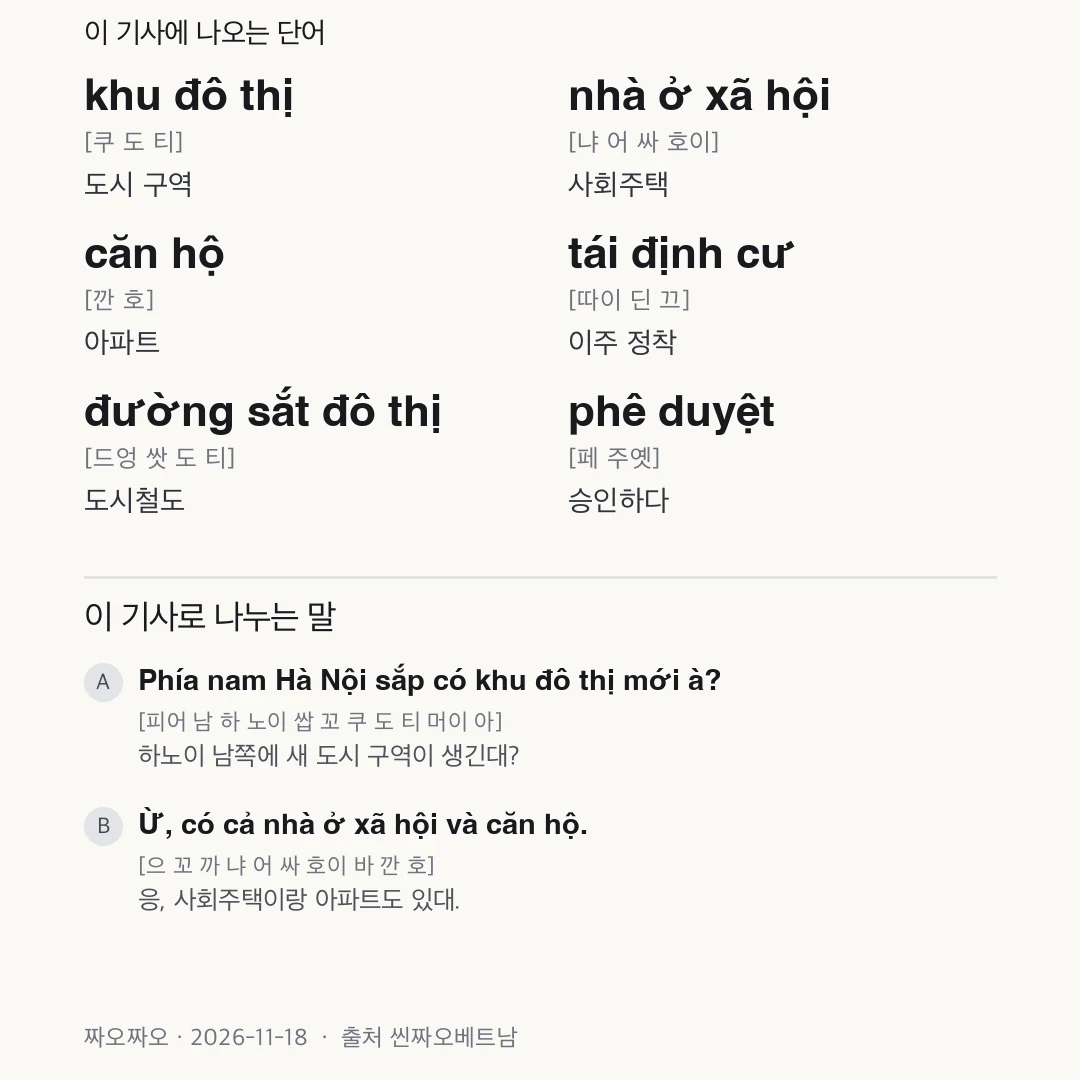 이 기사에 나오는 단어
khu đô thị
[쿠 도 티]
도시 구역
nhà ở xã hội
[냐 어 싸 호이]
사회주택
căn hộ
[깐 호]
아파트
tái định cư
[따이 딘 끄]
이주 정착
đường sắt đô thị
[드엉 쌋 도 티]
도시철도
phê duyệt
[페 주옛]
승인하다
이 기사로 나누는 말
A
Phía nam Hà Nội sắp có khu đô thị mới à?
[피어 남 하 노이 쌉 꼬 쿠 도 티 머이 아]
하노이 남쪽에 새 도시 구역이 생긴대?
B
Ừ, có cả nhà ở xã hội và căn hộ.
[으 꼬 까 냐 어 싸 호이 바 깐 호]
응, 사회주택이랑 아파트도 있대.
짜오짜오 · 2026-11-18 · 출처 씬짜오베트남